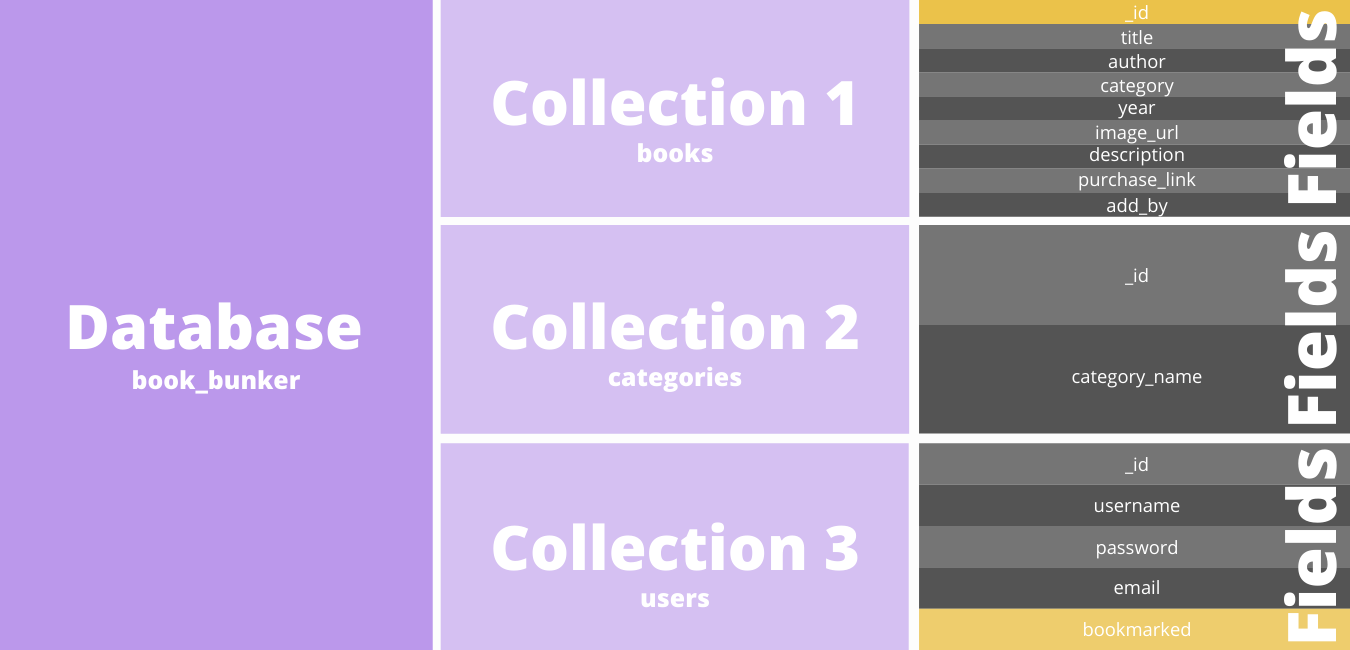 Database
book_bunker
Collection 1
books
_id
title
author
category
year
image_url
description
purchase_link
add_by
Fields
Collection 2
categories
_id
category_name
Fields
Collection 3
users
_id
username
password
email
bookmarked
Fields